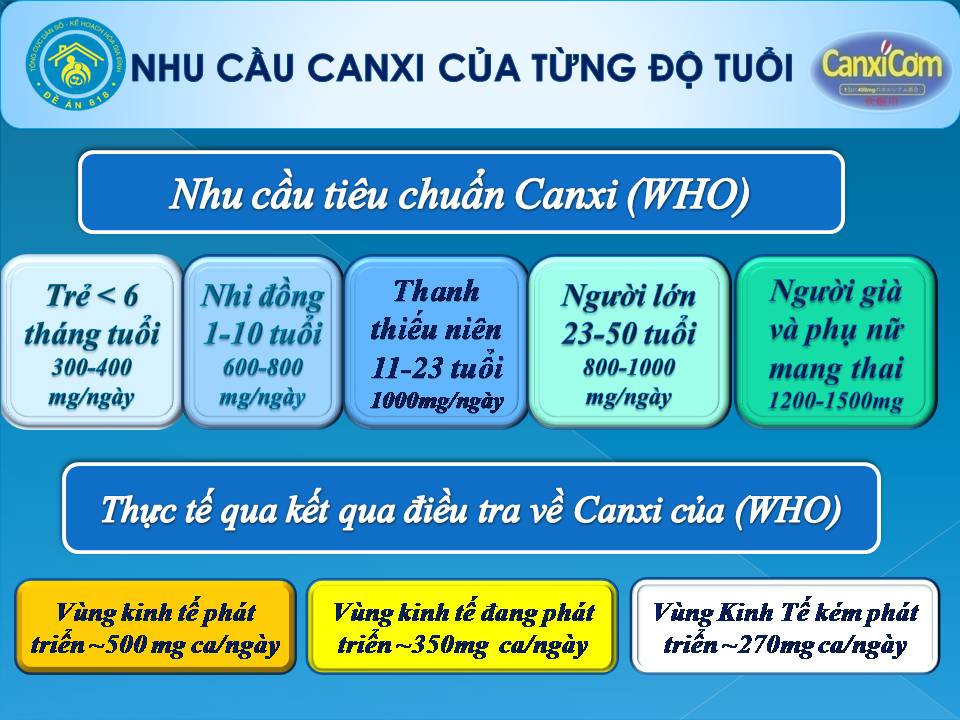 TỔNG CỤC DÂN SỐ - KẾ HOẠCH HÓA GIA ĐÌNH
ĐỀ ÁN 818
NHU CẦU CANXI CỦA TỪNG ĐỘ TUỔI
CanxiCom
Nhu cầu tiêu chuẩn Canxi (WHO)
Trẻ < 6
tháng tuổi
300-400
mg/ngày
Nhi đồng
1-10 tuổi
600-800
mg/ngày
Thanh
thiếu niên
11-23 tuổi
1000mg/ngày
Người lớn
23-50 tuổi
800-1000
mg/ngày
Người già
và phụ nữ
mang thai
1200-1500mg
Thực tế qua kết qua điều tra về Canxi của (WHO)
Vùng kinh tế phát
triển ~500 mg ca/ngày
Vùng kinh tế đang phát
triển ~350mg ca/ngày
Vùng Kinh Tế kém phát
triển ~270mg ca/ngày